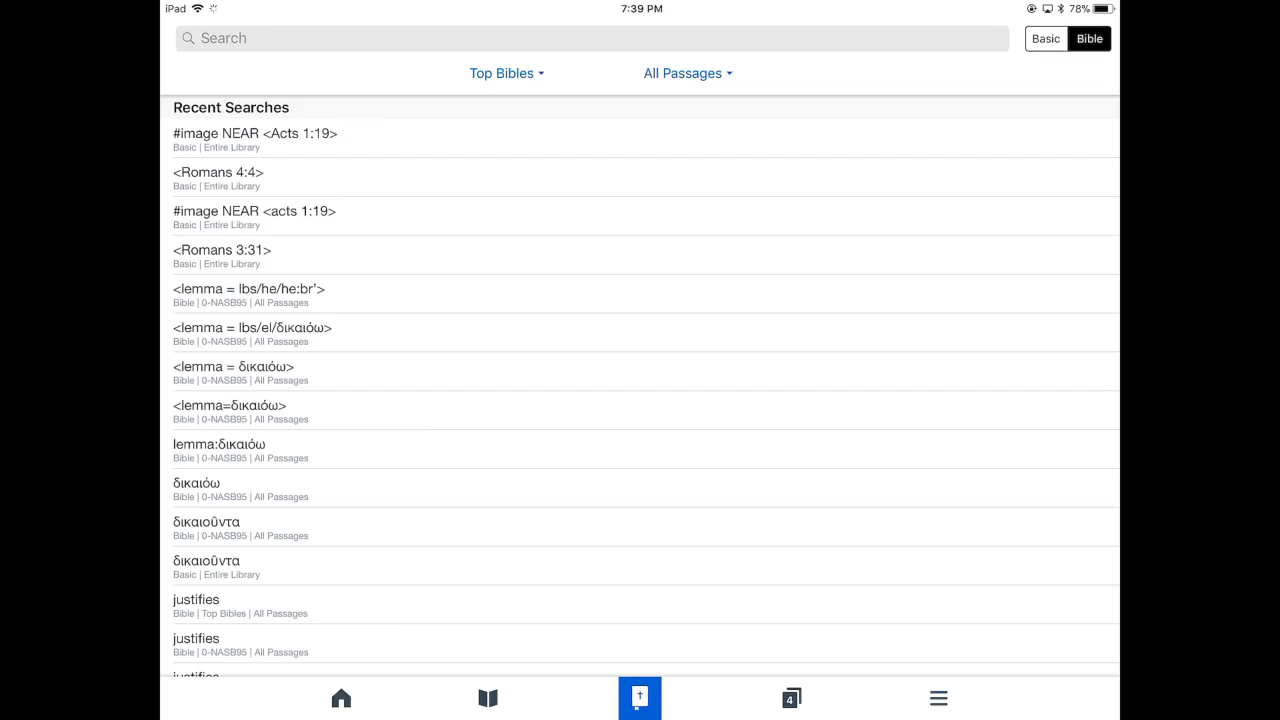 iPad 7:39 PM 78%
Search Basic Bible
Top Bibles All Passages
Recent Searches
#image NEAR <Acts 1:19>
Basic | Entire Library
<Romans 4:4>
Basic | Entire Library
#image NEAR <acts 1:19>
Basic | Entire Library
<Romans 3:31>
Basic | Entire Library
<lemma = lbs/he/he:br'>
Bible | 0-NASB95 | All Passages
<lemma = lbs/el/δικαιόω>
Bible | 0-NASB95 | All Passages
<lemma = δικαιόω>
Bible | 0-NASB95 | All Passages
<lemma=δικαιόω>
Bible | 0-NASB95 | All Passages
lemma:δικαιόω
Bible | 0-NASB95 | All Passages
δικαιόω
Bible | 0-NASB95 | All Passages
δικαιοῦντα
Bible | 0-NASB95 | All Passages
δικαιοῦντα
Basic | Entire Library
justifies
Bible | Top Bibles | All Passages
justifies
Bible | 0-NASB95 | All Passages
justifies
4